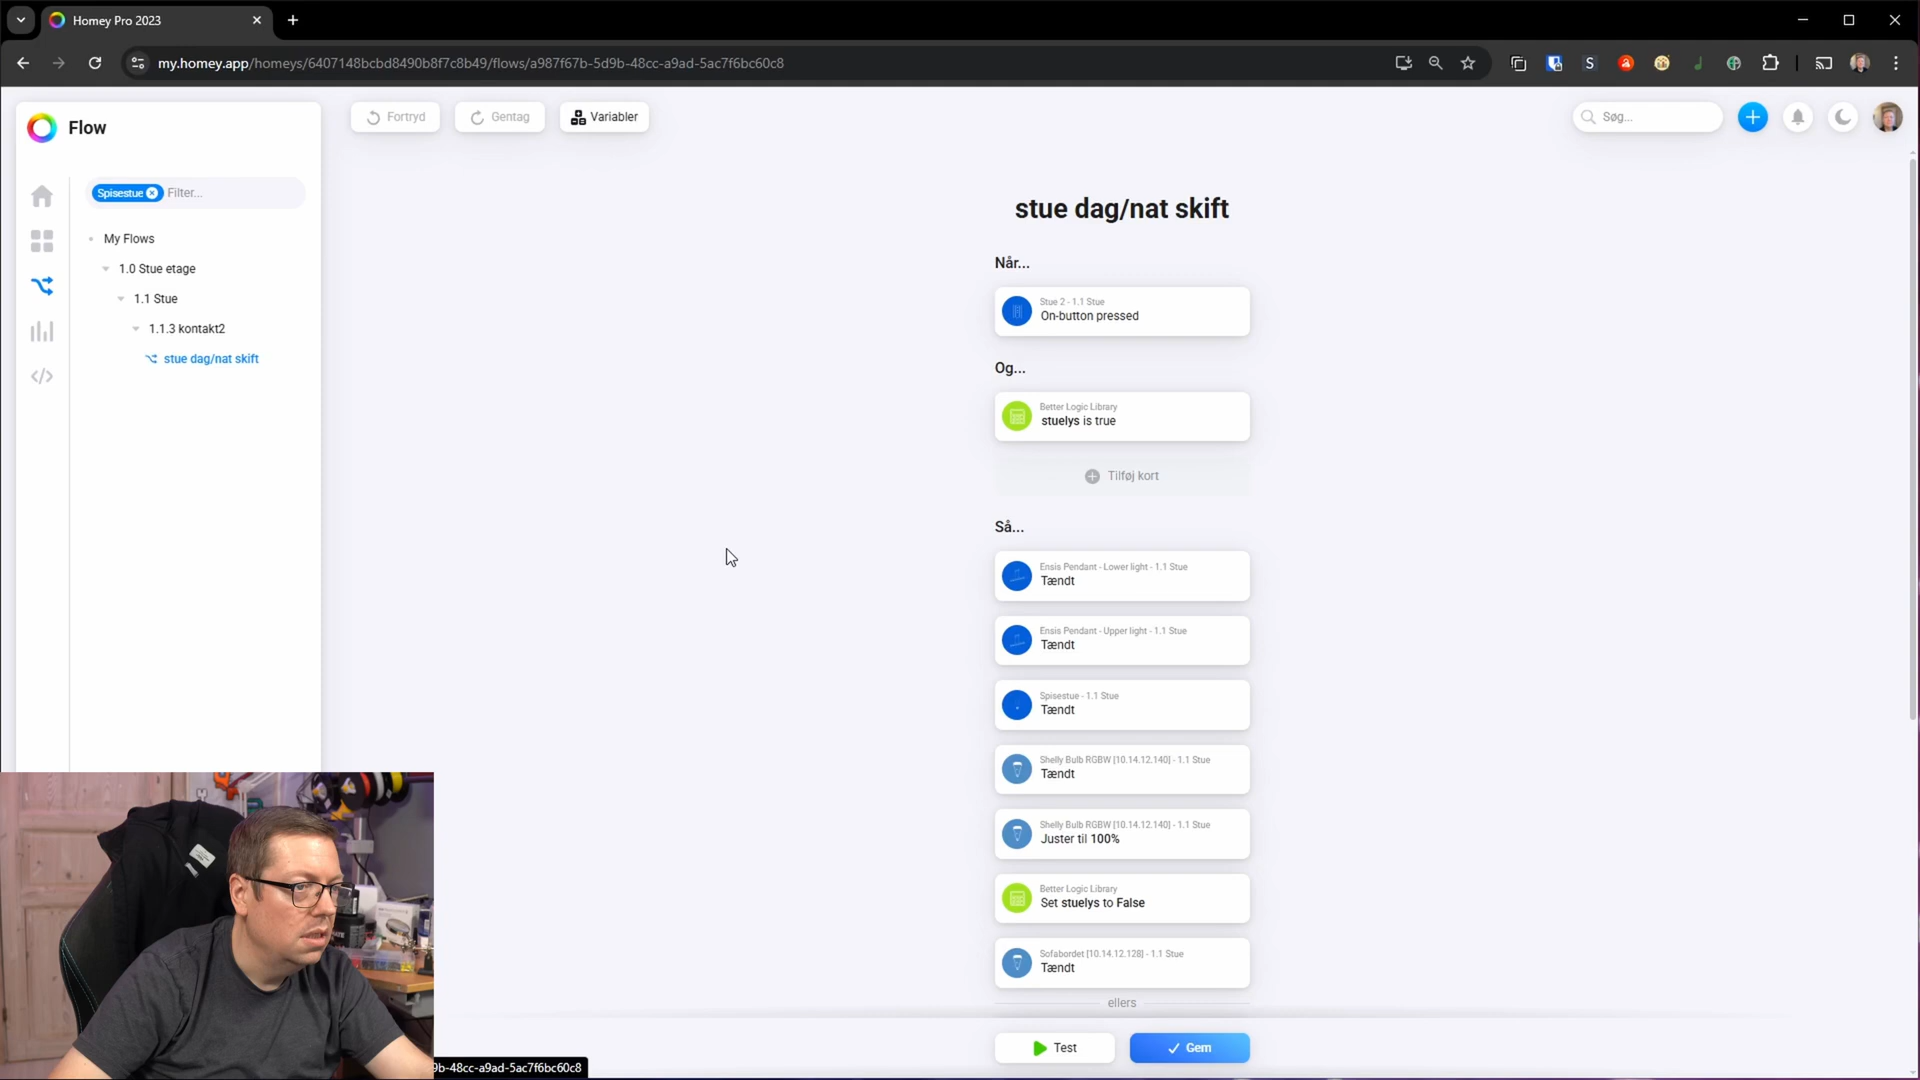 Homey Pro 2023
my.homey.app/homeys/6407148bcbd8490b8f7c8b49/flows/a987f67b-5d9b-48cc-a9ad-5ac7f6bc60c8
Flow
Fortryd
Gentag
Variabler
Søg...
Spisestue
Filter...
My Flows
1.0 Stue etage
1.1 Stue
1.1.3 kontakt2
stue dag/nat skift
stue dag/nat skift
Når...
Stue 2 - 1.1 Stue
On-button pressed
Og...
Better Logic Library
stuelys is true
Tilføj kort
Så...
Ensis Pendant - Lower light - 1.1 Stue
Tændt
Ensis Pendant - Upper light - 1.1 Stue
Tændt
Spisestue - 1.1 Stue
Tændt
Shelly Bulb RGBW [10.14.12.140] - 1.1 Stue
Tændt
Shelly Bulb RGBW [10.14.12.140] - 1.1 Stue
Juster til 100%
Better Logic Library
Set stuelys to False
Sofabordet [10.14.12.128] - 1.1 Stue
Tændt
ellers
Test
Gem
9b-48cc-a9ad-5ac7f6bc60c8